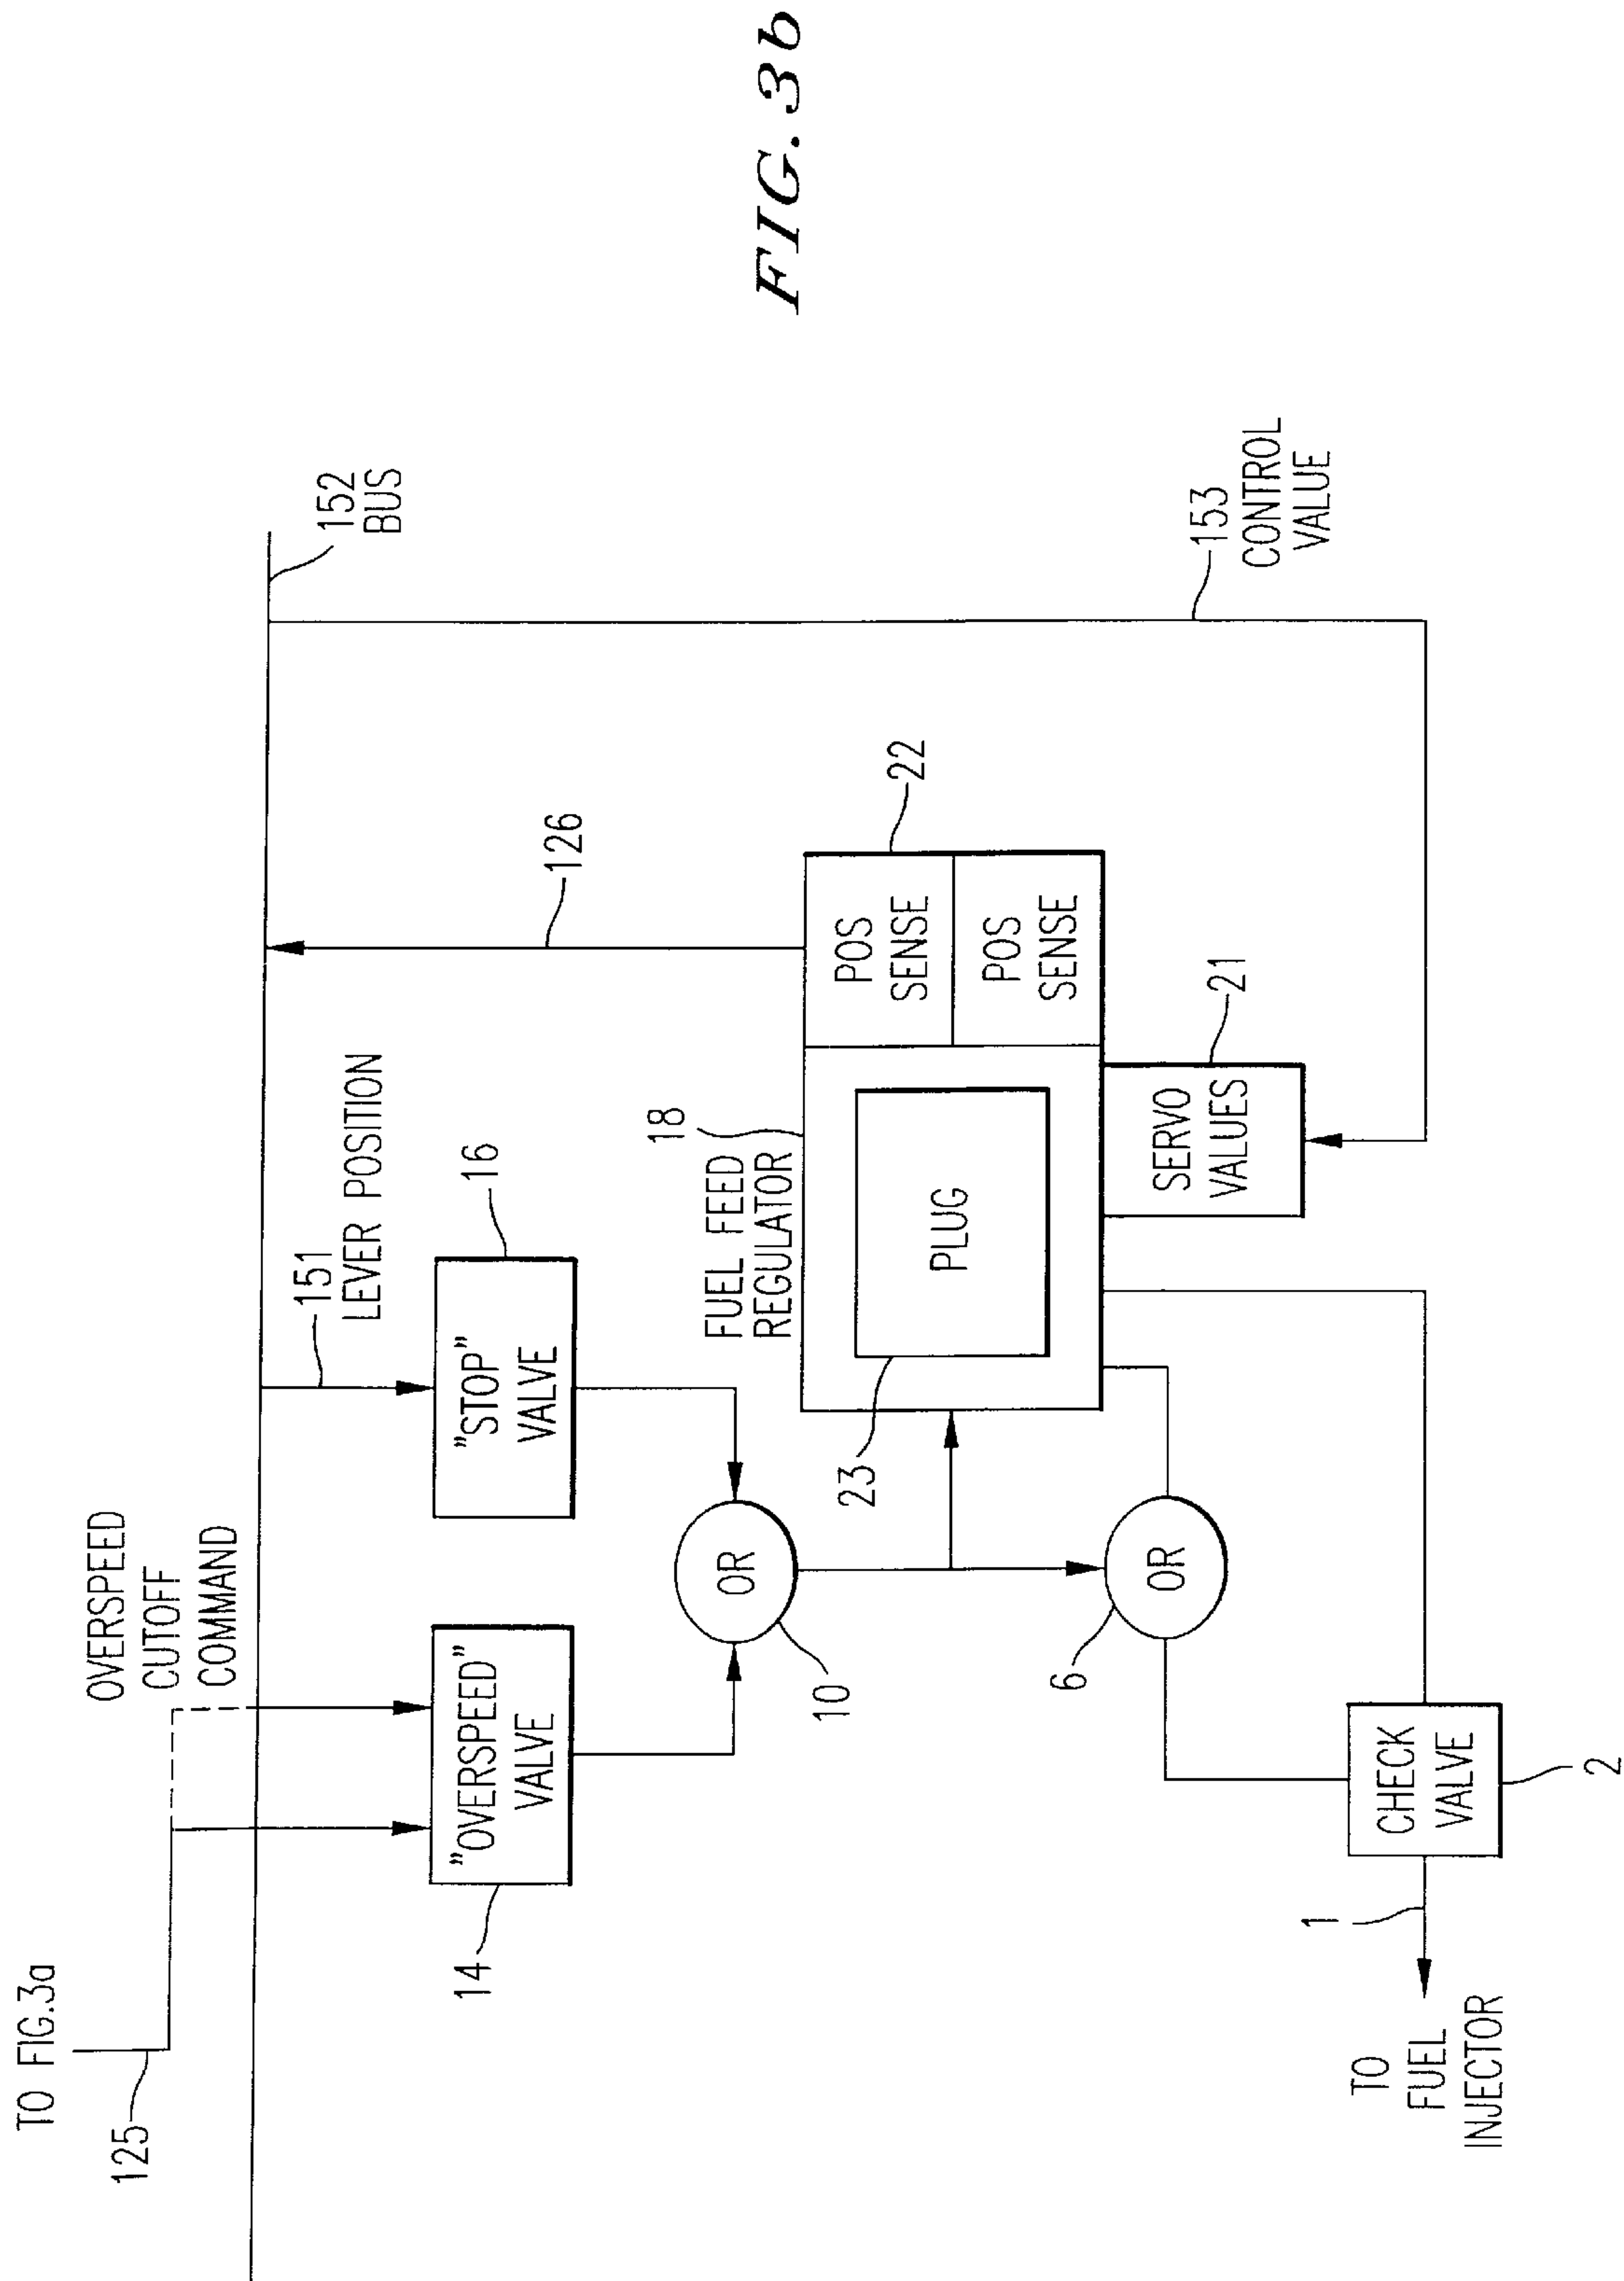 TO FIG.3a
125
OVERSPEED
CUTOFF
COMMAND
152
BUS
151
LEVER POSITION
14
"OVERSPEED"
VALVE
"STOP"
VALVE
16
126
10
OR
FUEL FEED
REGULATOR
18
23
PLUG
POS
SENSE
POS
SENSE
22
6
OR
SERVO
VALUES
21
153
CONTROL
VALUE
TO
FUEL
INJECTOR
1
CHECK
VALVE
2
FIG. 3b